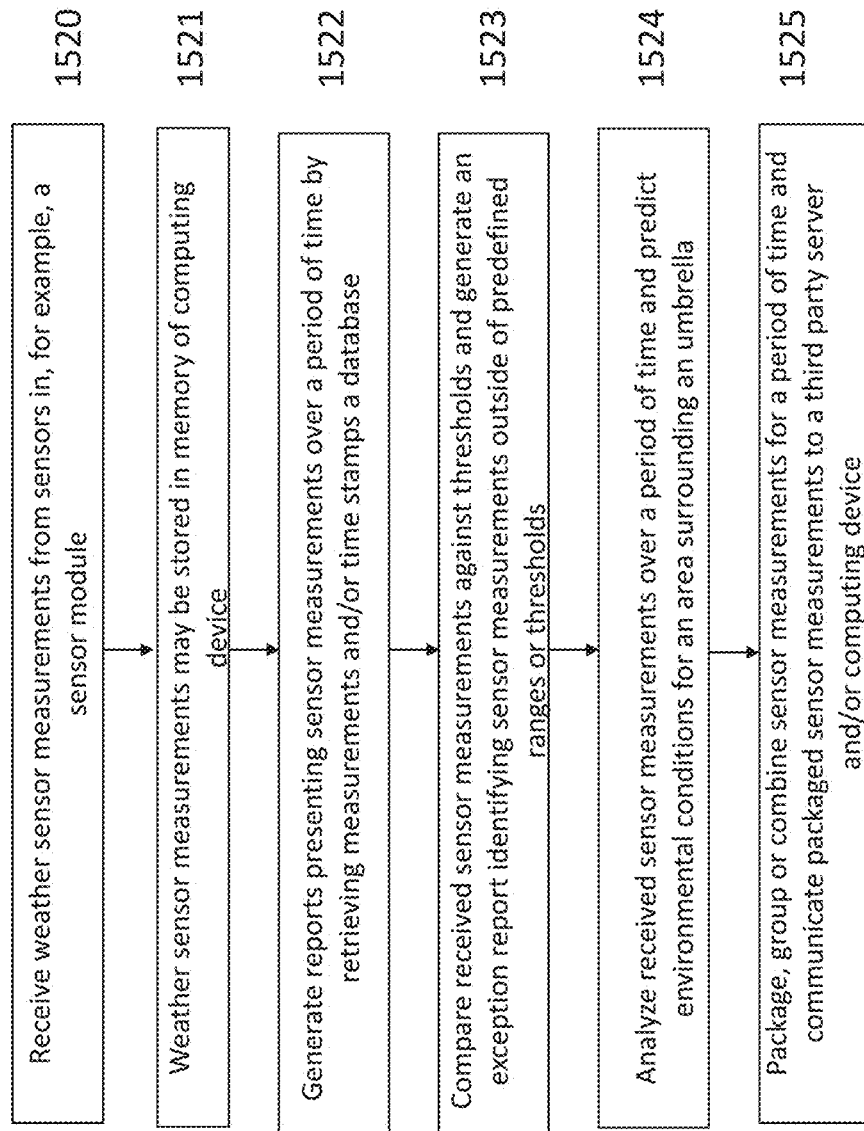 Receive weather sensor measurements from sensors in, for example, a
sensor module
1520
Weather sensor measurements may be stored in memory of computing
device
1521
Generate reports presenting sensor measurements over a period of time by
retrieving measurements and/or time stamps a database
1522
Compare received sensor measurements against thresholds and generate an
exception report identifying sensor measurements outside of predefined
ranges or thresholds
1523
Analyze received sensor measurements over a period of time and predict
environmental conditions for an area surrounding an umbrella
1524
Package, group or combine sensor measurements for a period of time and
communicate packaged sensor measurements to a third party server
and/or computing device
1525